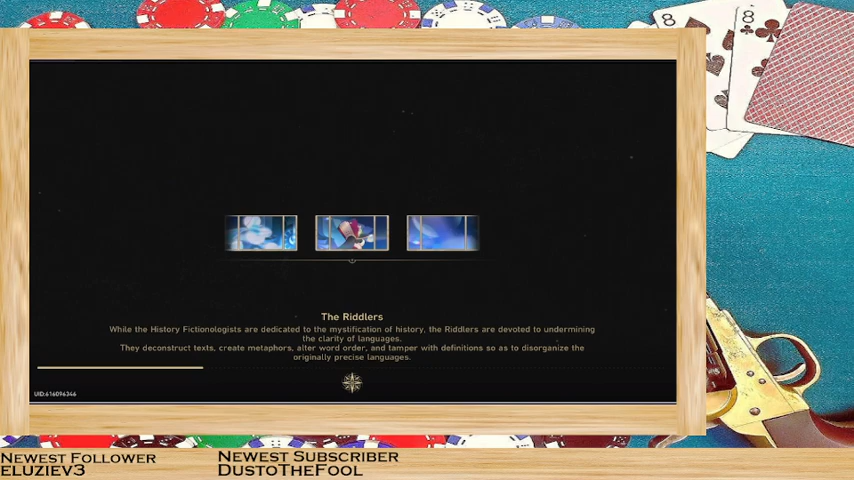 8
8
The Riddlers
While the History Fictionologists are dedicated to the mystification of history, the Riddlers are devoted to undermining
the clarity of languages.
They deconstruct texts, create metaphors, alter word order, and tamper with definitions so as to disorganize the
originally precise languages.
UID:616096346
NEWEST FOLLOWER
ELUZIEV3
NEWEST SUBSCRIBER
DUSTOTHEFOOL